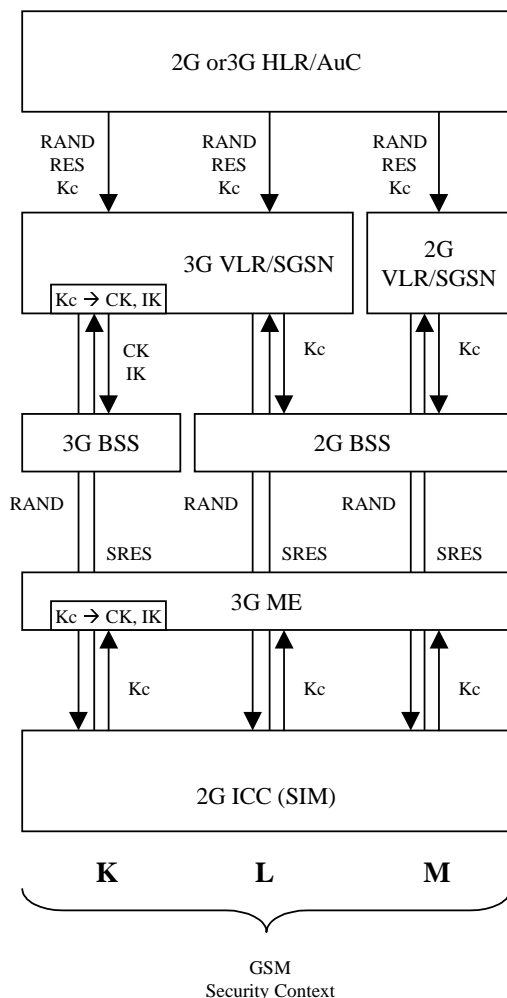 2G or3G HLR/AuC
RAND
RES
Kc
RAND
RES
Kc
RAND
RES
Kc
3G VLR/SGSN
Kc → CK, IK
2G
VLR/SGSN
CK
IK
Kc
Kc
3G BSS
2G BSS
RAND
RAND
RAND
SRES
SRES
SRES
3G ME
Kc → CK, IK
Kc
Kc
Kc
2G ICC (SIM)
K
L
M
GSM
Security Context